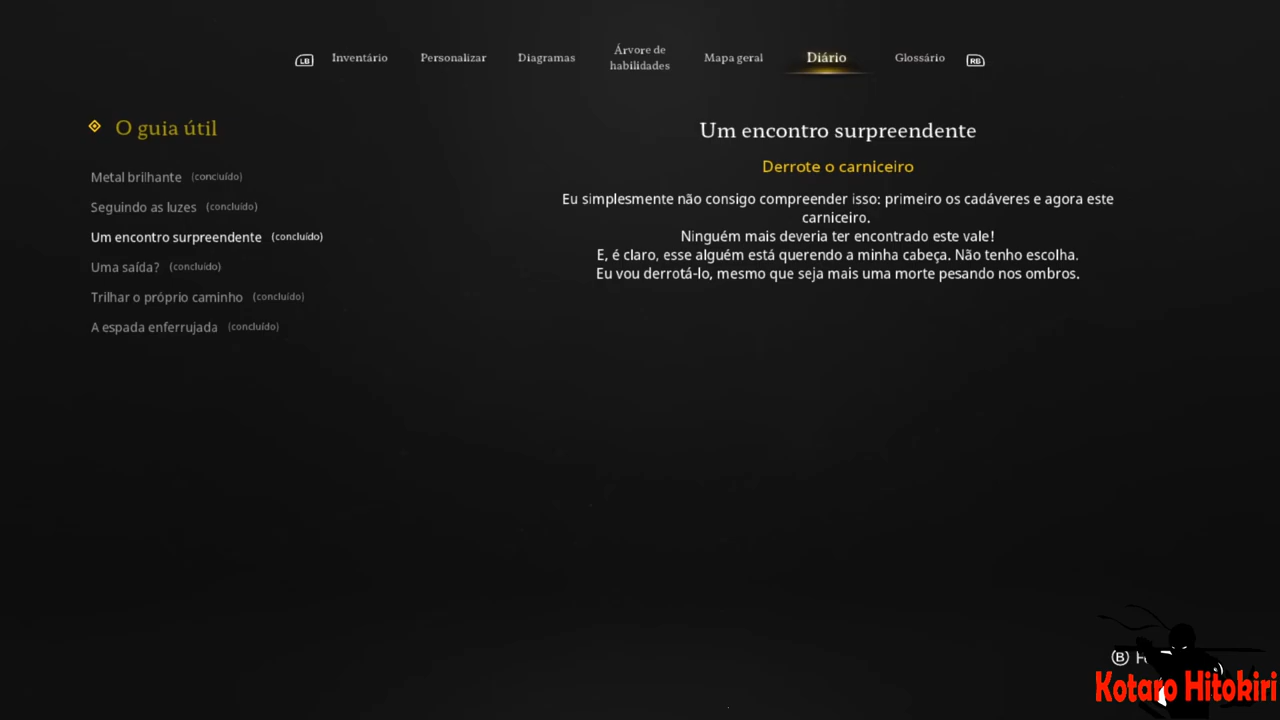 LB
Inventário
Personalizar
Diagramas
Árvore de
habilidades
Mapa geral
Diário
Glossário
RB
O guia útil
Metal brilhante (concluído)
Seguindo as luzes (concluído)
Um encontro surpreendente (concluído)
Uma saída? (concluído)
Trilhar o próprio caminho (concluído)
A espada enferrujada (concluído)
Um encontro surpreendente
Derrote o carniceiro
Eu simplesmente não consigo compreender isso: primeiro os cadáveres e agora este
carniceiro.
Ninguém mais deveria ter encontrado este vale!
E, é claro, esse alguém está querendo a minha cabeça. Não tenho escolha.
Eu vou derrotá-lo, mesmo que seja mais uma morte pesando nos ombros.
B
Kotaro Hitokiri